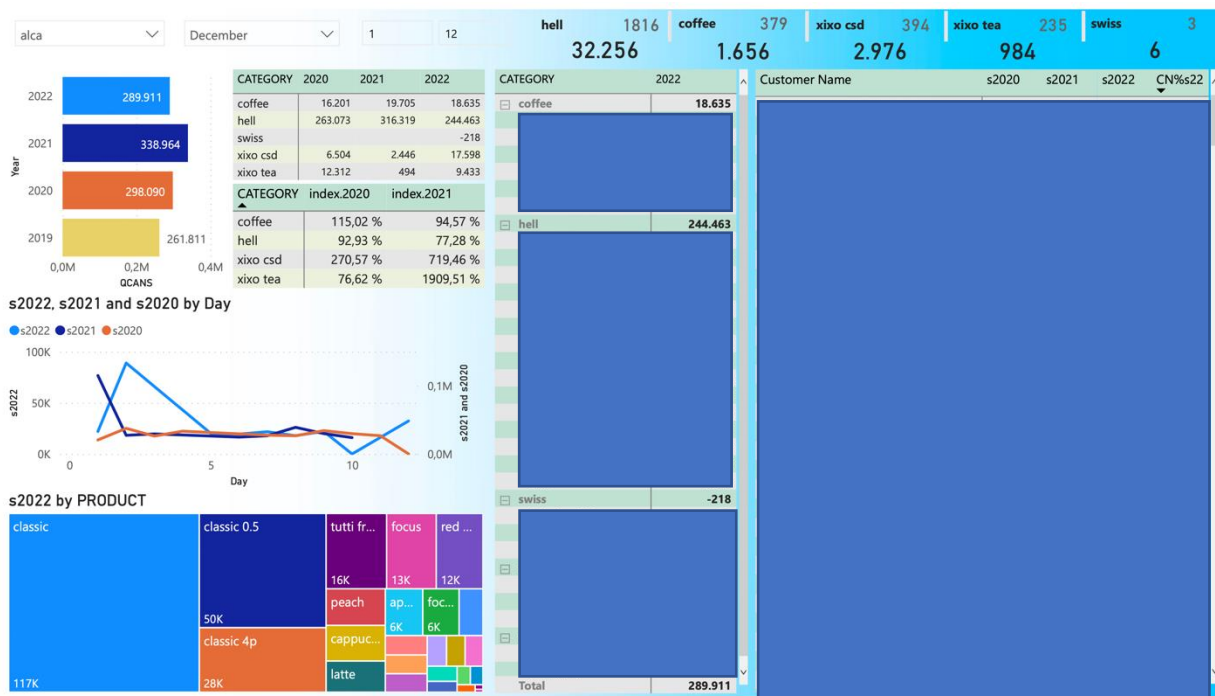 alca
December
1
12
hell 1816
32.256
coffee 379
1.656
xixo csd 394
2.976
xixo tea 235
984
swiss 3
6
Year
2022 289.911
2021 338.964
2020 298.090
2019 261.811
0,0M 0,2M 0,4M
QCANS
CATEGORY 2020 2021 2022
coffee 16.201 19.705 18.635
hell 263.073 316.319 244.463
swiss -218
xixo csd 6.504 2.446 17.598
xixo tea 12.312 494 9.433
CATEGORY index.2020 index.2021
coffee 115,02 % 94,57 %
hell 92,93 % 77,28 %
xixo csd 270,57 % 719,46 %
xixo tea 76,62 % 1909,51 %
s2022, s2021 and s2020 by Day
s2022 s2021 s2020
100K
50K
0K
s2022
0,1M
0,0M
s2021 and s2020
0 5 10
Day
s2022 by PRODUCT
classic
117K
classic 0.5
50K
classic 4p
28K
tutti fr...
16K
focus
13K
red ...
12K
peach
ap...
6K
foc...
6K
cappuc...
latte
CATEGORY 2022
coffee 18.635
hell 244.463
swiss -218
Total 289.911
Customer Name s2020 s2021 s2022 CN%s22